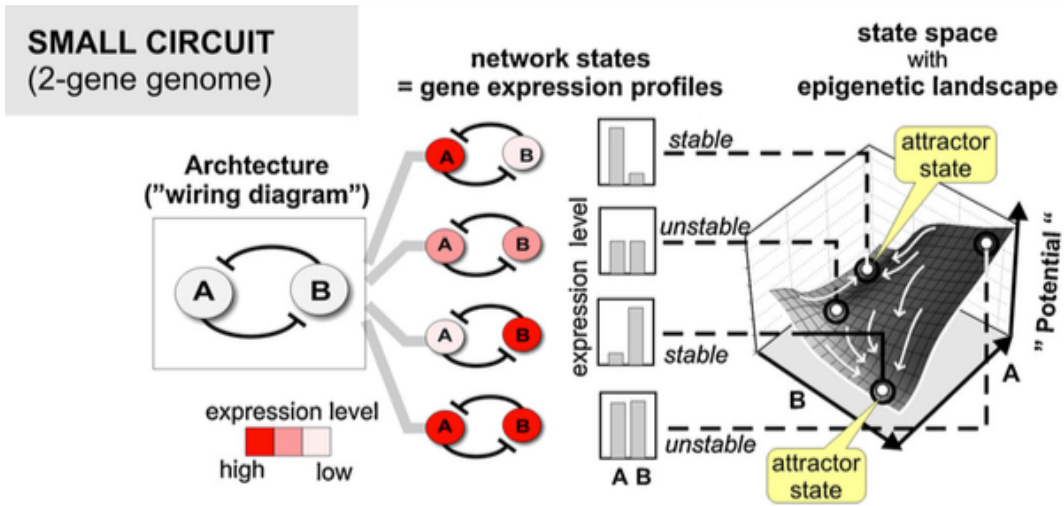 SMALL CIRCUIT
(2-gene genome)
network states
= gene expression profiles
state space
with
epigenetic landscape
Archtecture
("wiring diagram")
A
B
expression level
high
low
A
B
A
B
A
B
A
B
expression level
A B
stable
unstable
stable
unstable
attractor
state
attractor
state
B
A
" Potential "